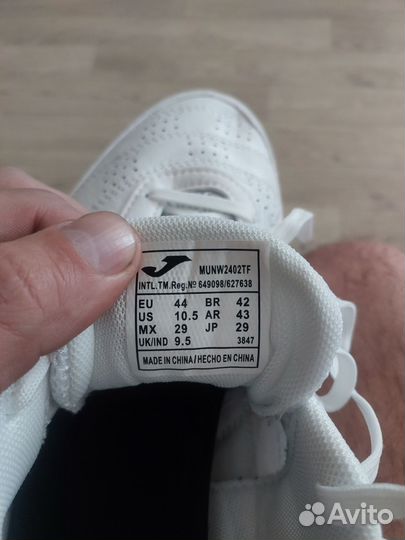 MUNW2402TF
INTL.TM.Reg.Nº 649098/627638
EU 44 BR 42
US 10.5 AR 43
MX 29 JP 29
UK/IND 9.5 3847
MADE IN CHINA/HECHO EN CHINA
Avito